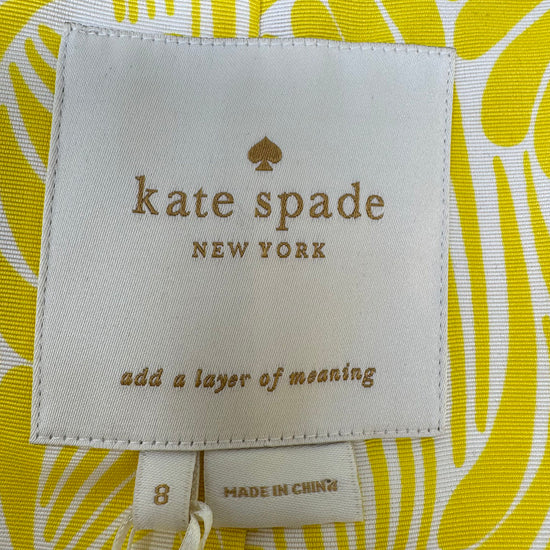 kate spade
NEW YORK
add a layer of meaning
8
MADE IN CHINA